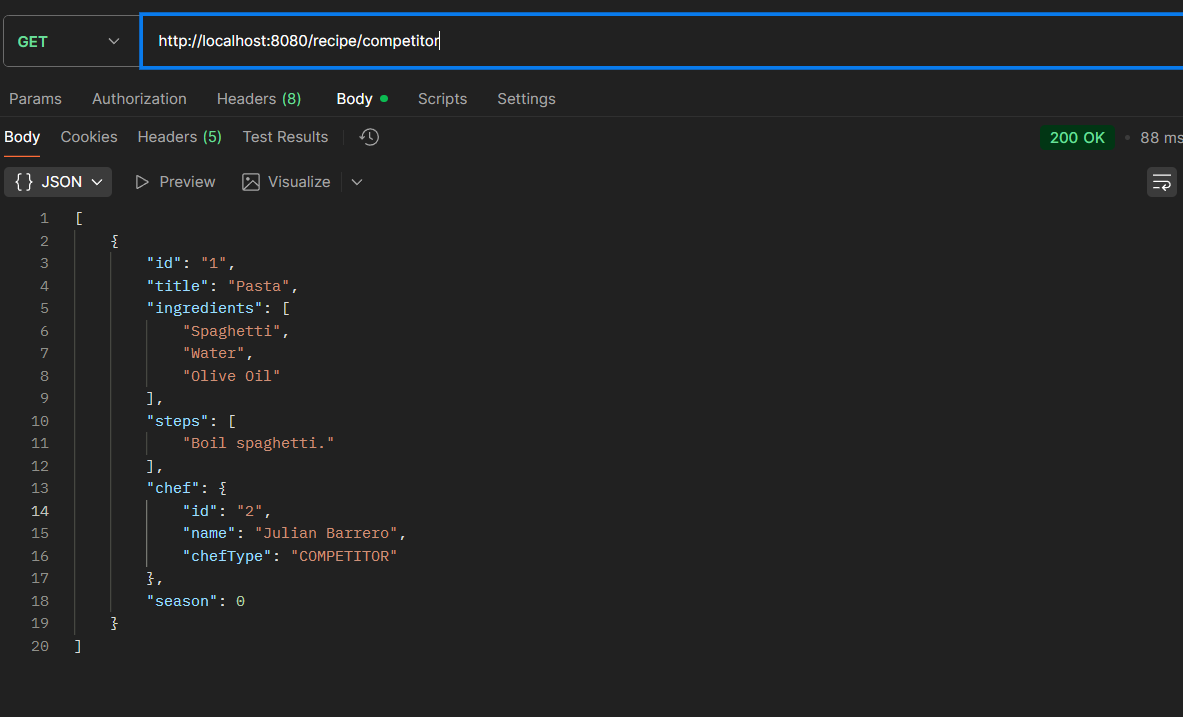 GET http://localhost:8080/recipe/competitor
Params Authorization Headers (8) Body Scripts Settings
Body Cookies Headers (5) Test Results 200 OK • 88 ms
{} JSON Preview Visualize
1 [
2 {
3 "id": "1",
4 "title": "Pasta",
5 "ingredients": [
6 "Spaghetti",
7 "Water",
8 "Olive Oil"
9 ],
10 "steps": [
11 "Boil spaghetti."
12 ],
13 "chef": {
14 "id": "2",
15 "name": "Julian Barrero",
16 "chefType": "COMPETITOR"
17 },
18 "season": 0
19 }
20 ]